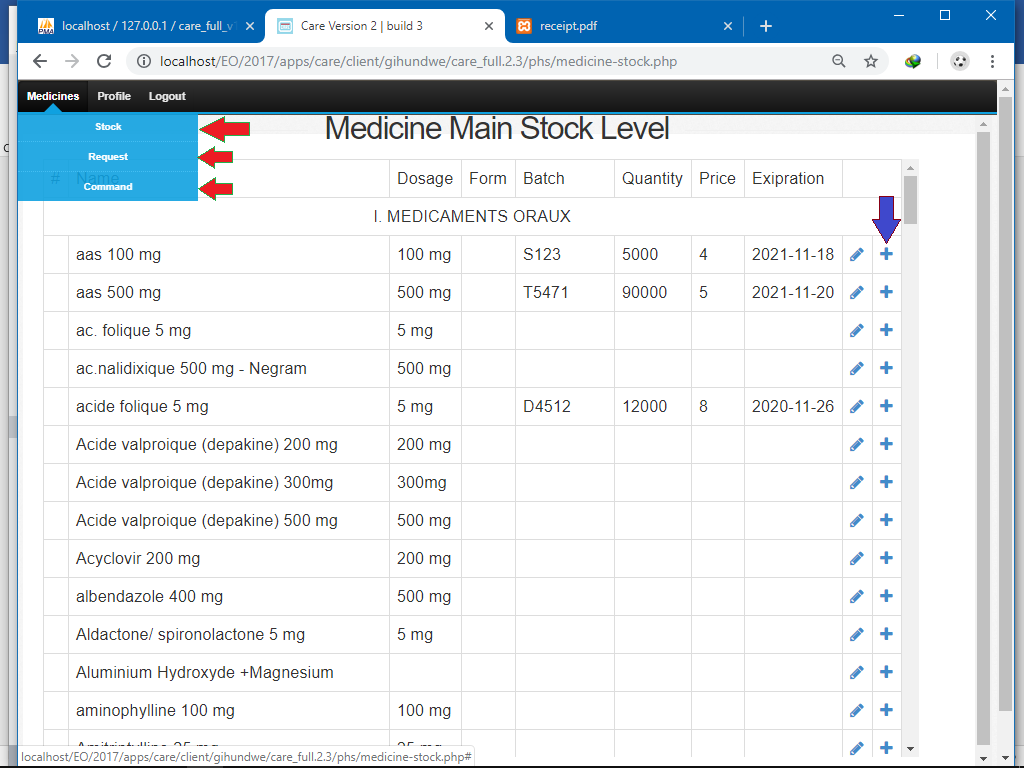 localhost / 127.0.0.1 / care_full_v
Care Version 2 | build 3
receipt.pdf
localhost/EO/2017/apps/care/client/gihundwe/care_full.2.3/phs/medicine-stock.php
Medicines Profile Logout
Stock
Request
Command
Medicine Main Stock Level
# Name Dosage Form Batch Quantity Price Exipration
I. MEDICAMENTS ORAUX
aas 100 mg 100 mg S123 5000 4 2021-11-18
aas 500 mg 500 mg T5471 90000 5 2021-11-20
ac. folique 5 mg 5 mg
ac.nalidixique 500 mg - Negram 500 mg
acide folique 5 mg 5 mg D4512 12000 8 2020-11-26
Acide valproique (depakine) 200 mg 200 mg
Acide valproique (depakine) 300mg 300mg
Acide valproique (depakine) 500 mg 500 mg
Acyclovir 200 mg 200 mg
albendazole 400 mg 500 mg
Aldactone/ spironolactone 5 mg 5 mg
Aluminium Hydroxyde +Magnesium
aminophylline 100 mg 100 mg
Amitriptylline 25 mg 25 mg
localhost/EO/2017/apps/care/client/gihundwe/care_full.2.3/phs/medicine-stock.php#